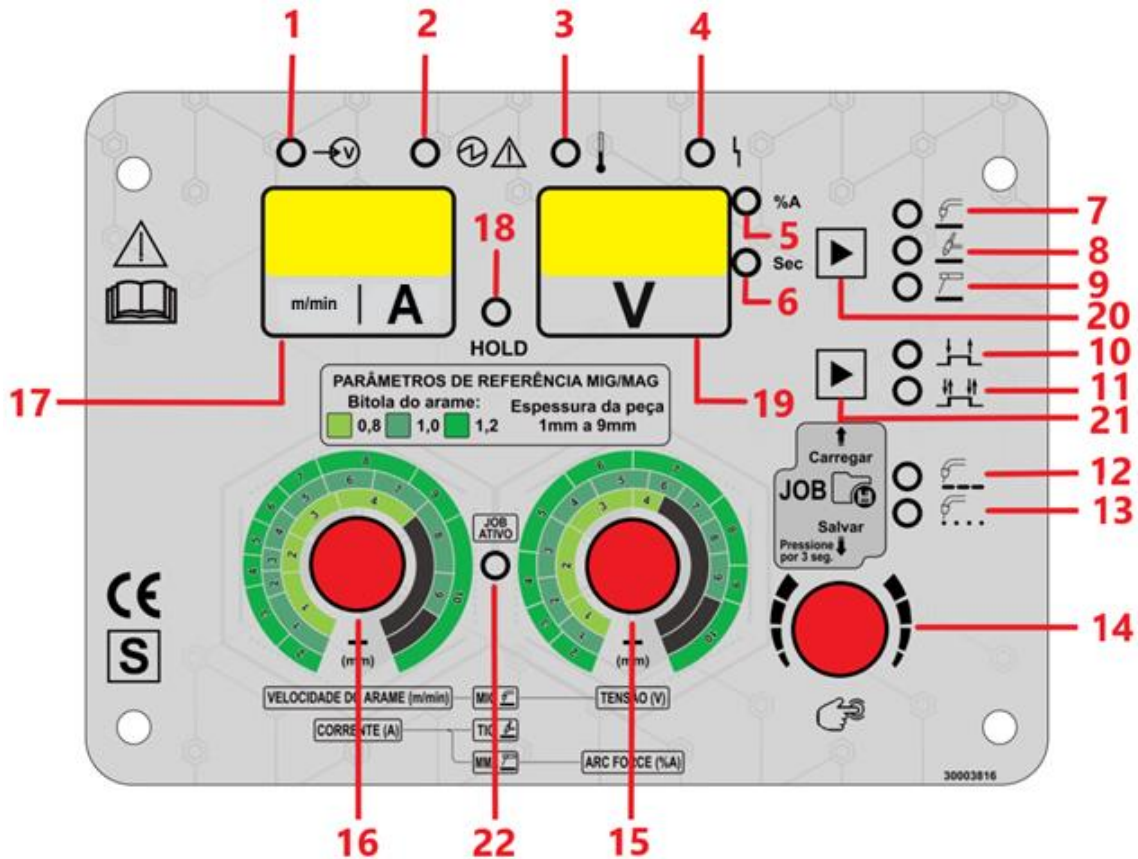 1 2 3 4
V
%A
5
18
Sec
6
m/min A
V
HOLD
7
8
9
20
10
11
21
17
19
PARÂMETROS DE REFERÊNCIA MIG/MAG
Bitola do arame:
0,8 1,0 1,2
Espessura da peça
1mm a 9mm
Carregar
JOB
Salvar
Pressione
por 3 seg.
12
13
JOB
ATIVO
14
CE
S
(mm) (mm)
VELOCIDADE DO ARAME (m/min) MIG TENSÃO (V)
CORRENTE (A) TIG
MMA ARC FORCE (%A)
30003816
16 22 15